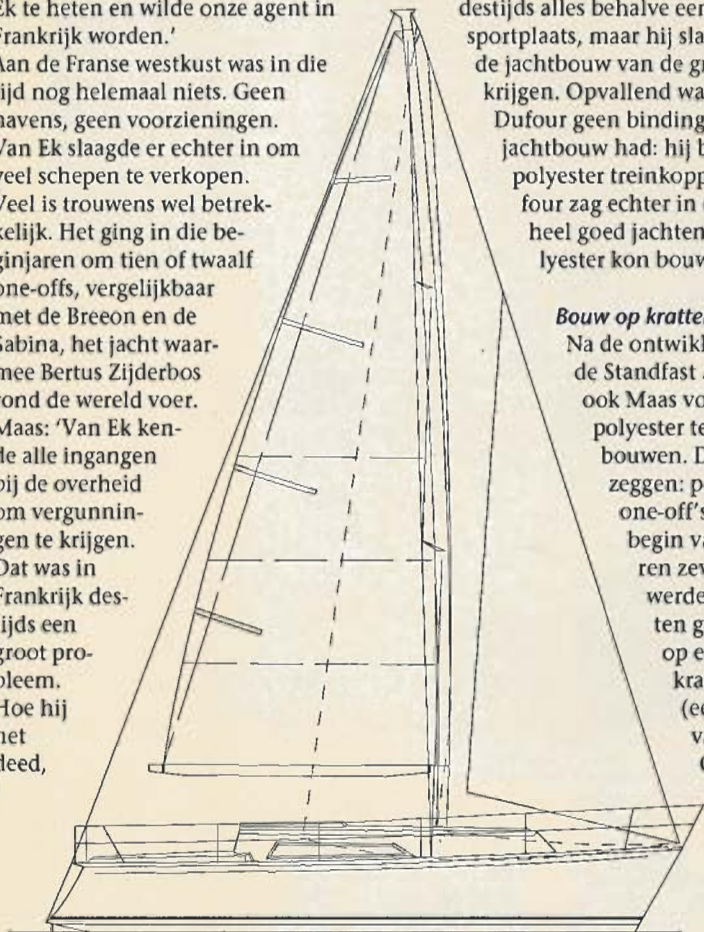 Ek te heten en wilde onze agent in
Frankrijk worden.'
Aan de Franse westkust was in die
tijd nog helemaal niets. Geen
havens, geen voorzieningen.
Van Ek slaagde er echter in om
veel schepen te verkopen.
Veel is trouwens wel betrek-
kelijk. Het ging in die be-
ginjaren om tien of twaalf
one-offs, vergelijkbaar
met de Breeon en de
Sabina, het jacht waar-
mee Bertus Zijderbos
rond de wereld voer.
Maas: 'Van Ek ken-
de alle ingangen
bij de overheid
om vergunnin-
gen te krijgen.
Dat was in
Frankrijk des-
tijds een
groot pro-
bleem.
Hoe hij
het
deed,
destijds alles behalve een
sportplaats, maar hij sla
de jachtbouw van de gr
krijgen. Opvallend wa
Dufour geen binding
jachtbouw had: hij b
polyester treinkopp
four zag echter in
heel goed jachten
lyester kon bouw
Bouw op kratte
Na de ontwikk
de Standfast
ook Maas vo
polyester te
bouwen. D
zeggen: p
one-off's
begin va
ren zev
werde
ten g
op e
kra
(ee
v